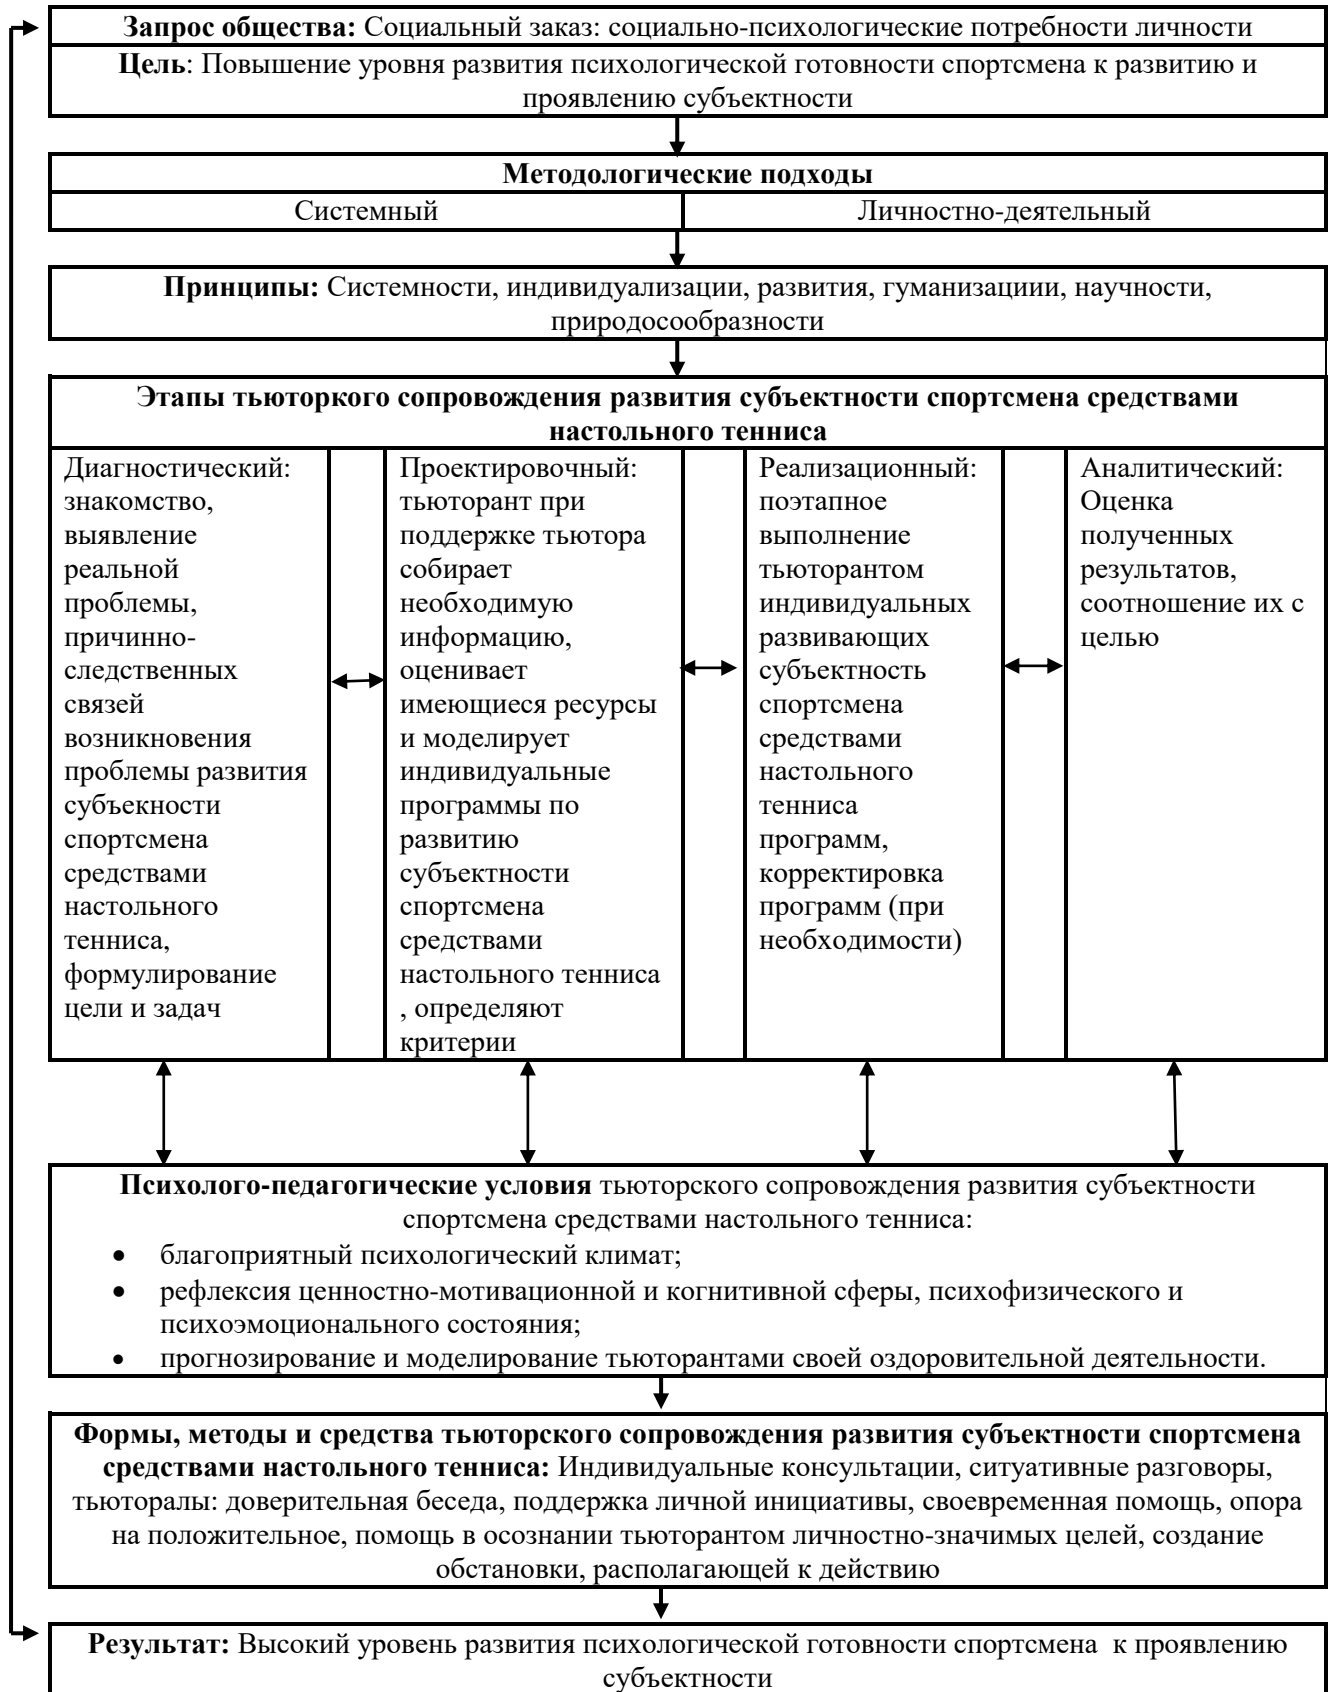 Запрос общества: Социальный заказ: социально-психологические потребности личности
Цель: Повышение уровня развития психологической готовности спортсмена к развитию и
проявлению субъектности
Методологические подходы
Системный
Личностно-деятельный
Принципы: Системности, индивидуализации, развития, гуманизациии, научности,
природосообразности
Этапы тьюторкого сопровождения развития субъектности спортсмена средствами
настольного тенниса
Диагностический:
знакомство,
выявление
реальной
проблемы,
причинно-
следственных
связей
возникновения
проблемы развития
субъекности
спортсмена
средствами
настольного
тенниса,
формулирование
цели и задач
Проектировочный:
тьюторант при
поддержке тьютора
собирает
необходимую
информацию,
оценивает
имеющиеся ресурсы
и моделирует
индивидуальные
программы по
развитию
субъектности
спортсмена
средствами
настольного тенниса
, определяют
критерии
Реализационный:
поэтапное
выполнение
тьюторантом
индивидуальных
развивающих
субъектность
спортсмена
средствами
настольного
тенниса
программ,
корректировка
программ (при
необходимости)
Аналитический:
Оценка
полученных
результатов,
соотношение их с
целью
Психолого-педагогические условия тьюторского сопровождения развития субъектности
спортсмена средствами настольного тенниса:
• благоприятный психологический климат;
• рефлексия ценностно-мотивационной и когнитивной сферы, психофизического и
психоэмоционального состояния;
• прогнозирование и моделирование тьюторантами своей оздоровительной деятельности.
Формы, методы и средства тьюторского сопровождения развития субъектности спортсмена
средствами настольного тенниса: Индивидуальные консультации, ситуативные разговоры,
тьюторалы: доверительная беседа, поддержка личной инициативы, своевременная помощь, опора
на положительное, помощь в осознании тьюторантом личностно-значимых целей, создание
обстановки, располагающей к действию
Результат: Высокий уровень развития психологической готовности спортсмена к проявлению
субъектности